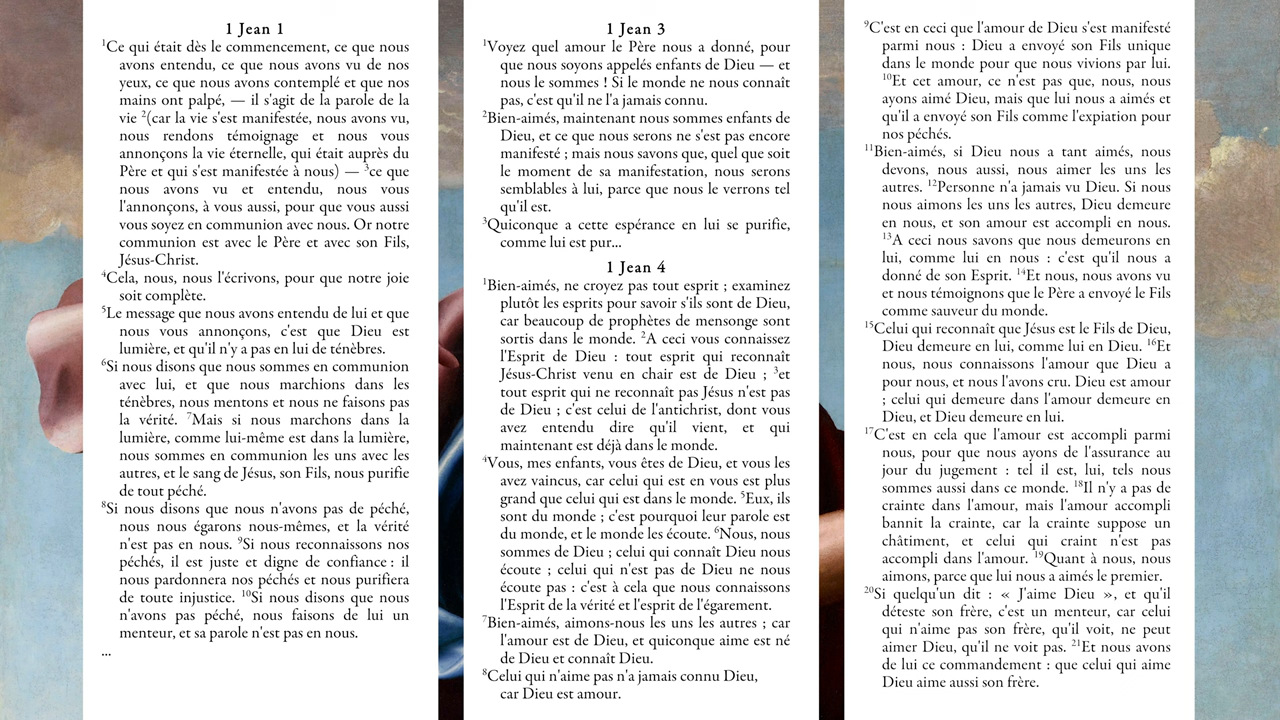 1 Jean 1
¹Ce qui était dès le commencement, ce que nous
avons entendu, ce que nous avons vu de nos
yeux, ce que nous avons contemplé et que nos
mains ont palpé, — il s'agit de la parole de la
vie ²(car la vie s'est manifestée, nous avons vu,
nous rendons témoignage et nous vous
annonçons la vie éternelle, qui était auprès du
Père et qui s'est manifestée à nous) — ³ce que
nous avons vu et entendu, nous vous
l'annonçons, à vous aussi, pour que vous aussi
vous soyez en communion avec nous. Or notre
communion est avec le Père et avec son Fils,
Jésus-Christ.
⁴Cela, nous, nous l'écrivons, pour que notre joie
soit complète.
⁵Le message que nous avons entendu de lui et que
nous vous annonçons, c'est que Dieu est
lumière, et qu'il n'y a pas en lui de ténèbres.
⁶Si nous disons que nous sommes en communion
avec lui, et que nous marchions dans les
ténèbres, nous mentons et nous ne faisons pas
la vérité. ⁷Mais si nous marchons dans la
lumière, comme lui-même est dans la lumière,
nous sommes en communion les uns avec les
autres, et le sang de Jésus, son Fils, nous purifie
de tout péché.
⁸Si nous disons que nous n'avons pas de péché,
nous nous égarons nous-mêmes, et la vérité
n'est pas en nous. ⁹Si nous reconnaissons nos
péchés, il est juste et digne de confiance : il
nous pardonnera nos péchés et nous purifiera
de toute injustice. ¹⁰Si nous disons que nous
n'avons pas péché, nous faisons de lui un
menteur, et sa parole n'est pas en nous.
...
1 Jean 3
¹Voyez quel amour le Père nous a donné, pour
que nous soyons appelés enfants de Dieu — et
nous le sommes ! Si le monde ne nous connaît
pas, c'est qu'il ne l'a jamais connu.
²Bien-aimés, maintenant nous sommes enfants de
Dieu, et ce que nous serons ne s'est pas encore
manifesté ; mais nous savons que, quel que soit
le moment de sa manifestation, nous serons
semblables à lui, parce que nous le verrons tel
qu'il est.
³Quiconque a cette espérance en lui se purifie,
comme lui est pur...
1 Jean 4
¹Bien-aimés, ne croyez pas tout esprit ; examinez
plutôt les esprits pour savoir s'ils sont de Dieu,
car beaucoup de prophètes de mensonge sont
sortis dans le monde. ²A ceci vous connaissez
l'Esprit de Dieu : tout esprit qui reconnaît
Jésus-Christ venu en chair est de Dieu ; ³et
tout esprit qui ne reconnaît pas Jésus n'est pas
de Dieu ; c'est celui de l'antichrist, dont vous
avez entendu dire qu'il vient, et qui
maintenant est déjà dans le monde.
⁴Vous, mes enfants, vous êtes de Dieu, et vous les
avez vaincus, car celui qui est en vous est plus
grand que celui qui est dans le monde. ⁵Eux, ils
sont du monde ; c'est pourquoi leur parole est
du monde, et le monde les écoute. ⁶Nous, nous
sommes de Dieu ; celui qui connaît Dieu nous
écoute ; celui qui n'est pas de Dieu ne nous
écoute pas : c'est à cela que nous connaissons
l'Esprit de la vérité et l'esprit de l'égarement.
⁷Bien-aimés, aimons-nous les uns les autres ; car
l'amour est de Dieu, et quiconque aime est né
de Dieu et connaît Dieu.
⁸Celui qui n'aime pas n'a jamais connu Dieu,
car Dieu est amour.
⁹C'est en ceci que l'amour de Dieu s'est manifesté
parmi nous : Dieu a envoyé son Fils unique
dans le monde pour que nous vivions par lui.
¹⁰Et cet amour, ce n'est pas que, nous, nous
ayons aimé Dieu, mais que lui nous a aimés et
qu'il a envoyé son Fils comme l'expiation pour
nos péchés.
¹¹Bien-aimés, si Dieu nous a tant aimés, nous
devons, nous aussi, nous aimer les uns les
autres. ¹²Personne n'a jamais vu Dieu. Si nous
nous aimons les uns les autres, Dieu demeure
en nous, et son amour est accompli en nous.
¹³A ceci nous savons que nous demeurons en
lui, comme lui en nous : c'est qu'il nous a
donné de son Esprit. ¹⁴Et nous, nous avons vu
et nous témoignons que le Père a envoyé le Fils
comme sauveur du monde.
¹⁵Celui qui reconnaît que Jésus est le Fils de Dieu,
Dieu demeure en lui, comme lui en Dieu. ¹⁶Et
nous, nous connaissons l'amour que Dieu a
pour nous, et nous l'avons cru. Dieu est amour
; celui qui demeure dans l'amour demeure en
Dieu, et Dieu demeure en lui.
¹⁷C'est en cela que l'amour est accompli parmi
nous, pour que nous ayons de l'assurance au
jour du jugement : tel il est, lui, tels nous
sommes aussi dans ce monde. ¹⁸Il n'y a pas de
crainte dans l'amour, mais l'amour accompli
bannit la crainte, car la crainte suppose un
châtiment, et celui qui craint n'est pas
accompli dans l'amour. ¹⁹Quant à nous, nous
aimons, parce que lui nous a aimés le premier.
²⁰Si quelqu'un dit : « J'aime Dieu », et qu'il
déteste son frère, c'est un menteur, car celui
qui n'aime pas son frère, qu'il voit, ne peut
aimer Dieu, qu'il ne voit pas. ²¹Et nous avons
de lui ce commandement : que celui qui aime
Dieu aime aussi son frère.